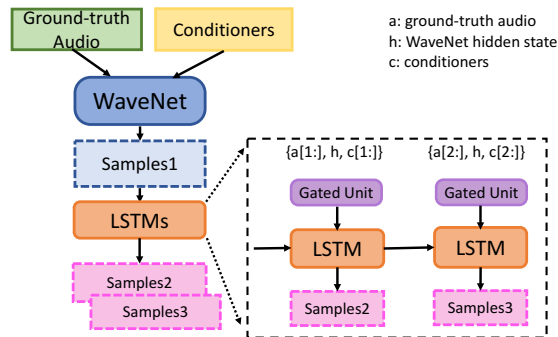 Ground-truth
Audio
Conditioners
a: ground-truth audio
h: WaveNet hidden state
c: conditioners
WaveNet
Samples1
{a[1:], h, c[1:]}
{a[2:], h, c[2:]}
Gated Unit
Gated Unit
LSTMs
LSTM
LSTM
Samples2
Samples3
Samples2
Samples3